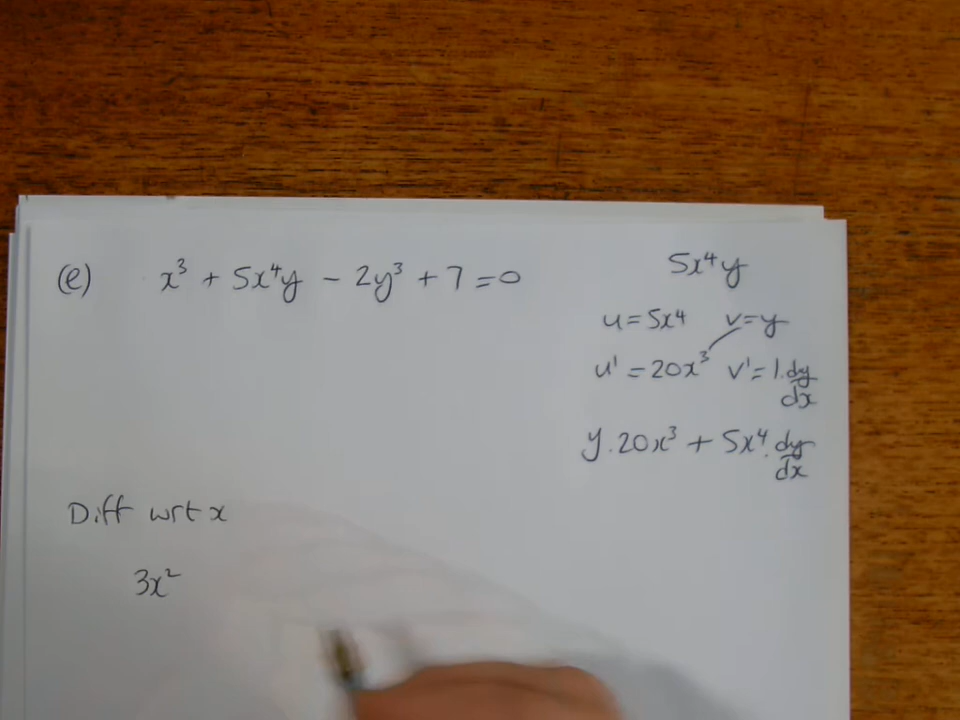 (e) x³ + 5x⁴y − 2y³ + 7 = 0
5x⁴y
u = 5x⁴ v = y
u' = 20x³ v' = 1.dy/dx
y.20x³ + 5x⁴.dy/dx
Diff wrt x
3x²